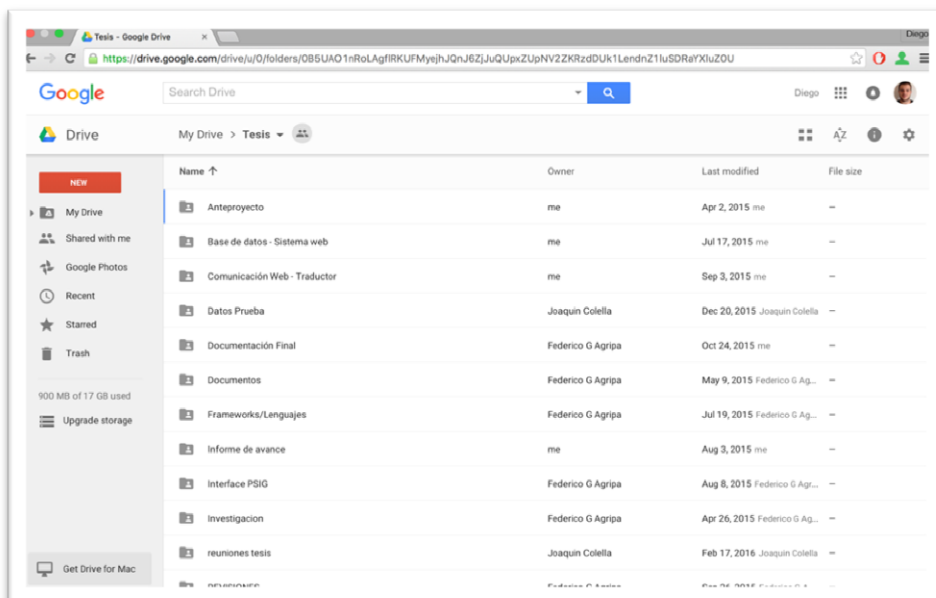 Tesis - Google Drive
Diego
https://drive.google.com/drive/u/0/folders/
Google
Search Drive
Diego
Drive
My Drive > Tesis
AZ
NEW
Name ↑ Owner Last modified File size
My Drive
Anteproyecto me Apr 2, 2015 me –
Shared with me
Base de datos - Sistema web me Jul 17, 2015 me –
Google Photos
Comunicación Web - Traductor me Sep 3, 2015 me –
Recent
Datos Prueba Joaquin Colella Dec 20, 2015 Joaquin Colella –
Starred
Documentación Final Federico G Agripa Oct 24, 2015 me –
Trash
Documentos Federico G Agripa May 9, 2015 Federico G Ag... –
900 MB of 17 GB used
Frameworks/Lenguajes Federico G Agripa Jul 19, 2015 Federico G Ag... –
Upgrade storage
Informe de avance me Aug 3, 2015 me –
Interface PSIG Federico G Agripa Aug 8, 2015 Federico G Agr... –
Investigacion Federico G Agripa Apr 26, 2015 Federico G Ag... –
reuniones tesis Joaquin Colella Feb 17, 2016 Joaquin Colella –
Get Drive for Mac